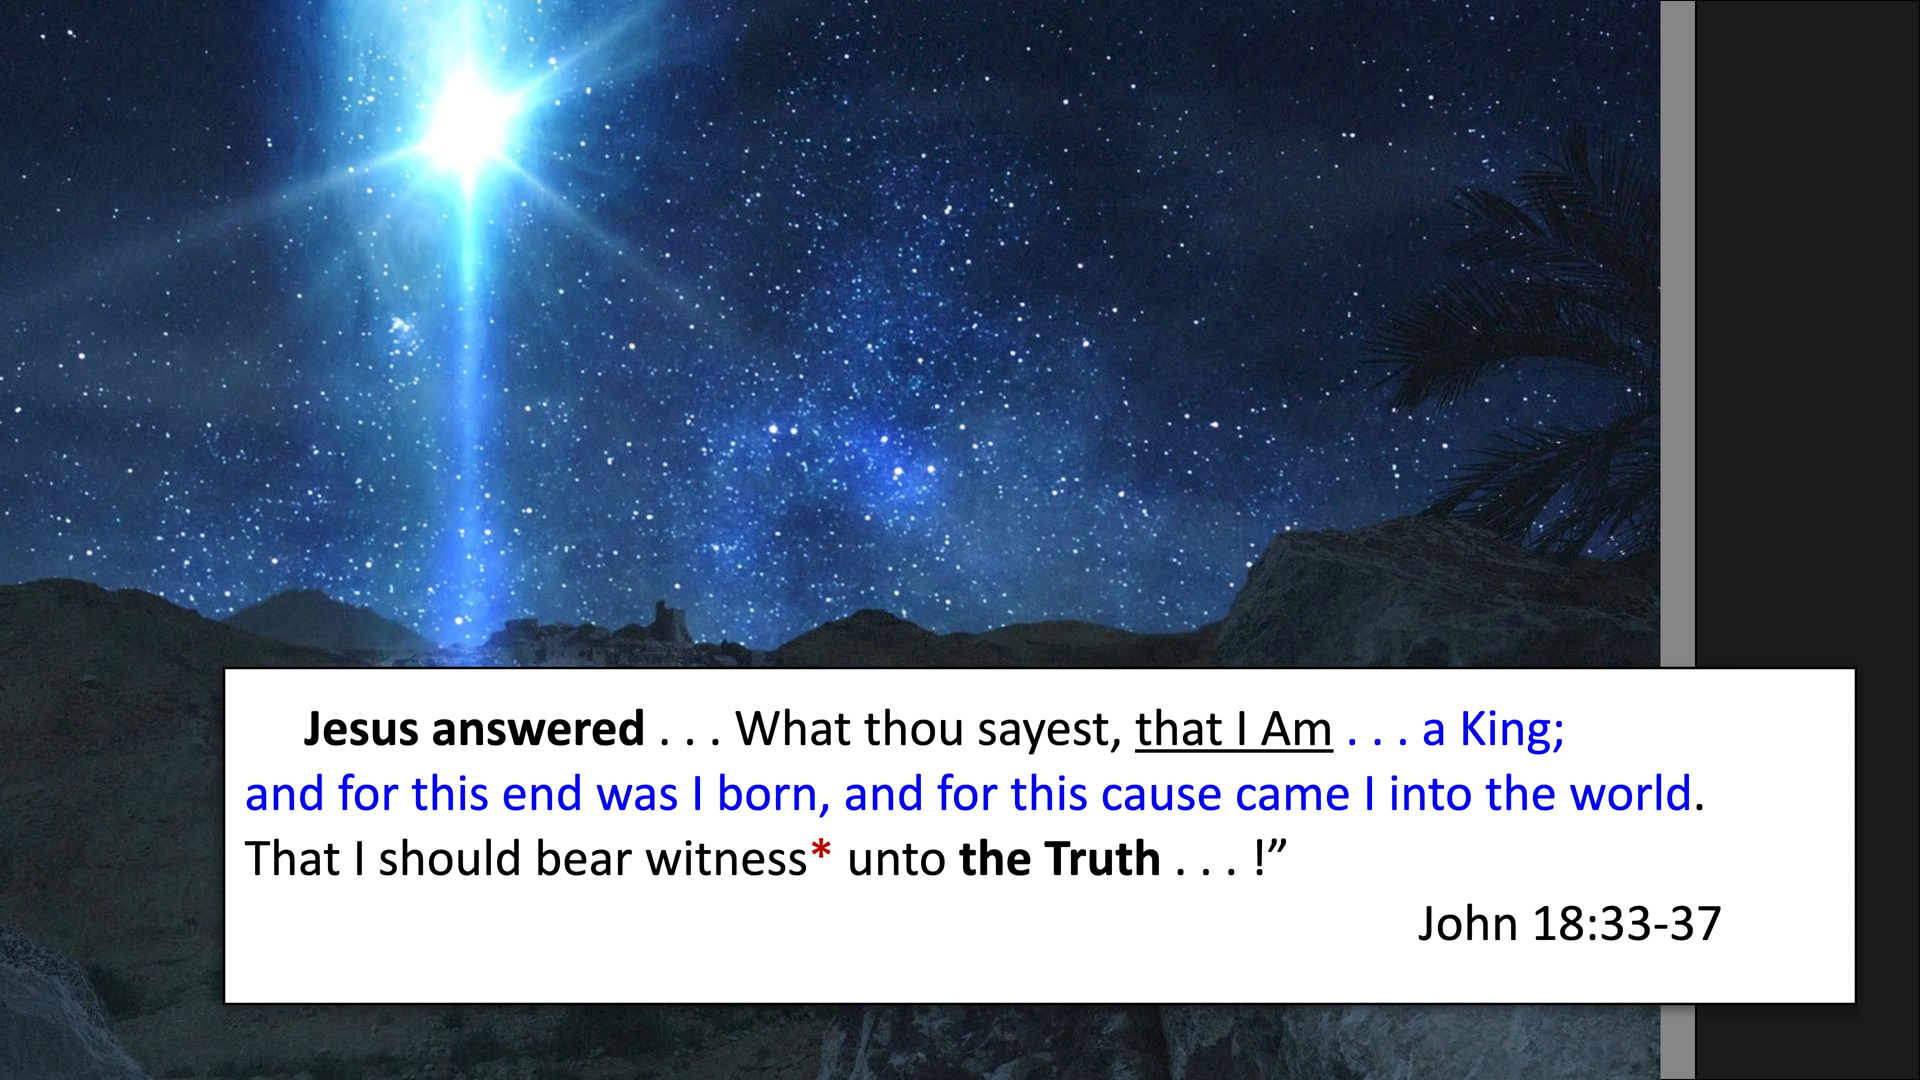 Jesus answered . . . What thou sayest, that I Am . . . a King;
and for this end was I born, and for this cause came I into the world.
That I should bear witness* unto the Truth . . . !”
John 18:33-37